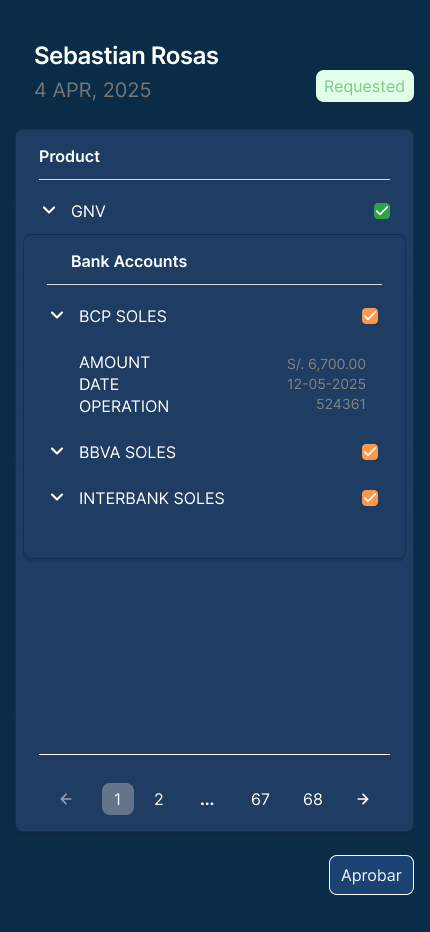 Sebastian Rosas
4 APR, 2025
Requested
Product
GNV
Bank Accounts
BCP SOLES
AMOUNT S/. 6,700.00
DATE 12-05-2025
OPERATION 524361
BBVA SOLES
INTERBANK SOLES
1 2 ... 67 68
Aprobar